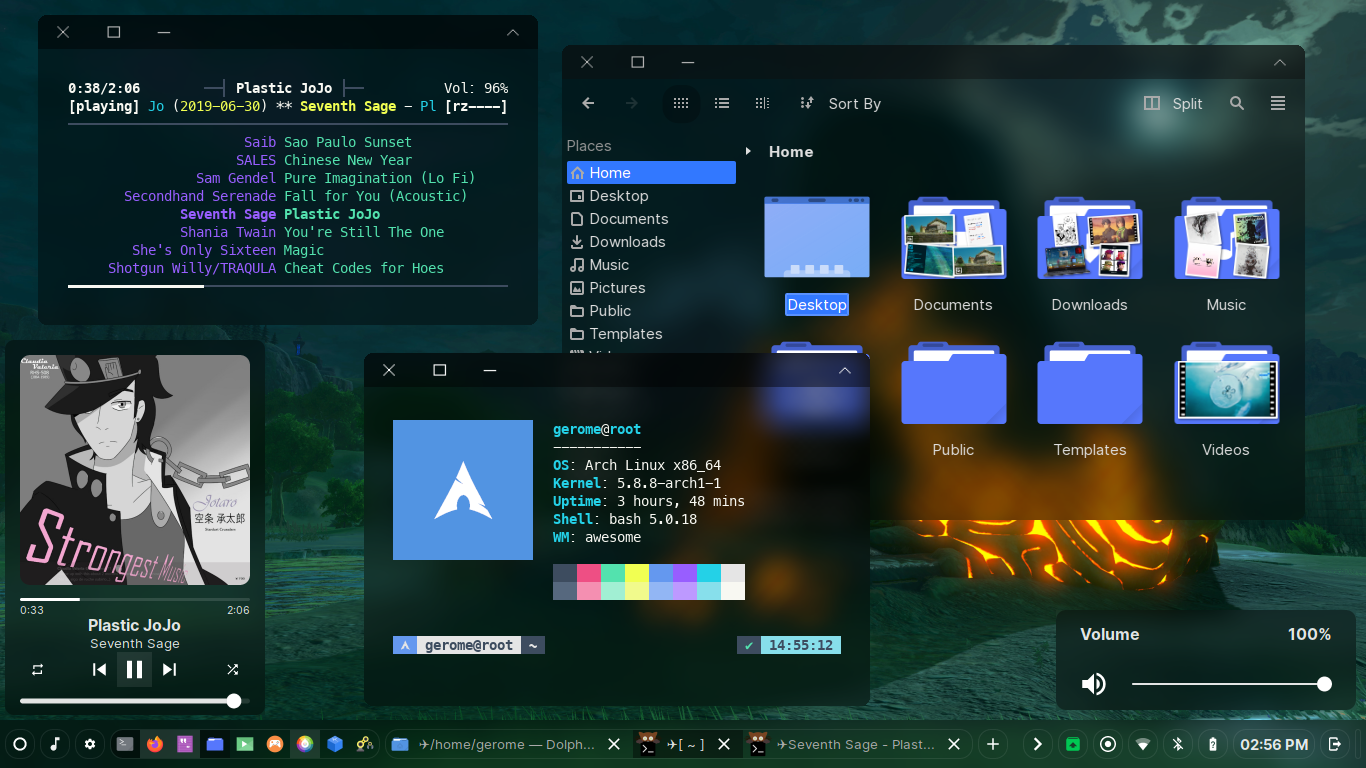 0:38/2:06 Plastic JoJo Vol: 96%
[playing] Jo (2019-06-30) ** Seventh Sage - Pl [rz----]
Saib Sao Paulo Sunset
SALES Chinese New Year
Sam Gendel Pure Imagination (Lo Fi)
Secondhand Serenade Fall for You (Acoustic)
Seventh Sage Plastic JoJo
Shania Twain You're Still The One
She's Only Sixteen Magic
Shotgun Willy/TRAQULA Cheat Codes for Hoes
Sort By
Split
Places
Home
Desktop
Documents
Downloads
Music
Pictures
Public
Templates
Home
Desktop
Documents
Downloads
Music
Public
Templates
Videos
Claudio
Jotaro
空条 承太郎
Strongest Music
0:33 2:06
Plastic JoJo
Seventh Sage
gerome@root
-----------
OS: Arch Linux x86_64
Kernel: 5.8.8-arch1-1
Uptime: 3 hours, 48 mins
Shell: bash 5.0.18
WM: awesome
gerome@root ~
✔ 14:55:12
Volume 100%
✈/home/gerome — Dolph...
✈[ ~ ]
✈Seventh Sage - Plast...
02:56 PM